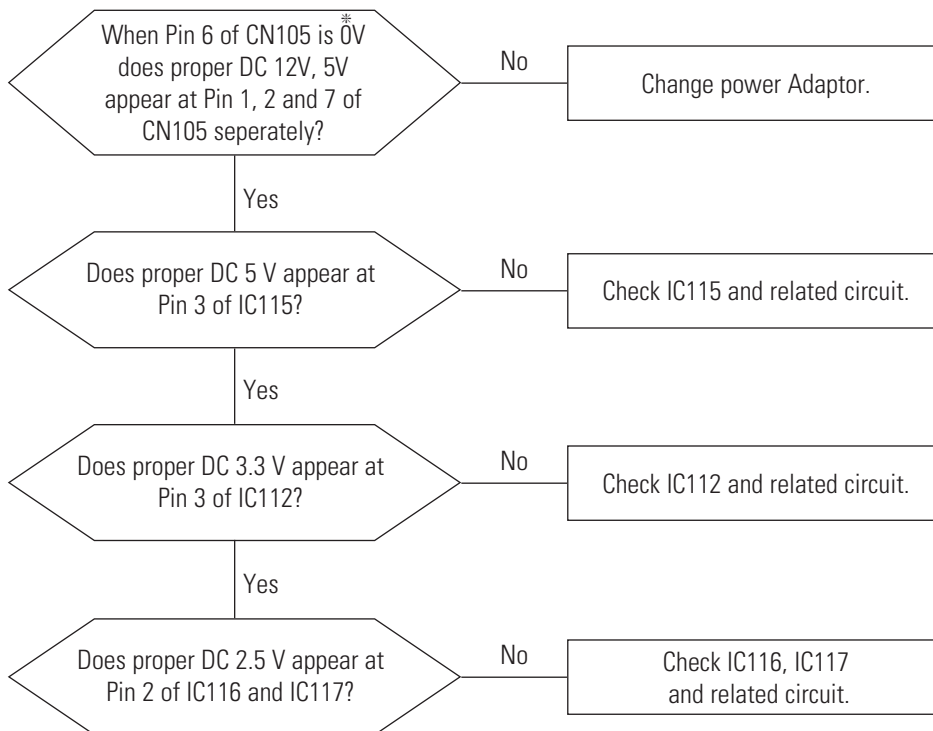 When Pin 6 of CN105 is 0V
※
does proper DC 12V, 5V
appear at Pin 1, 2 and 7 of
CN105 seperately?
No
Change power Adaptor.
Yes
Does proper DC 5 V appear at
Pin 3 of IC115?
No
Check IC115 and related circuit.
Yes
Does proper DC 3.3 V appear at
Pin 3 of IC112?
No
Check IC112 and related circuit.
Yes
Does proper DC 2.5 V appear at
Pin 2 of IC116 and IC117?
No
Check IC116, IC117
and related circuit.